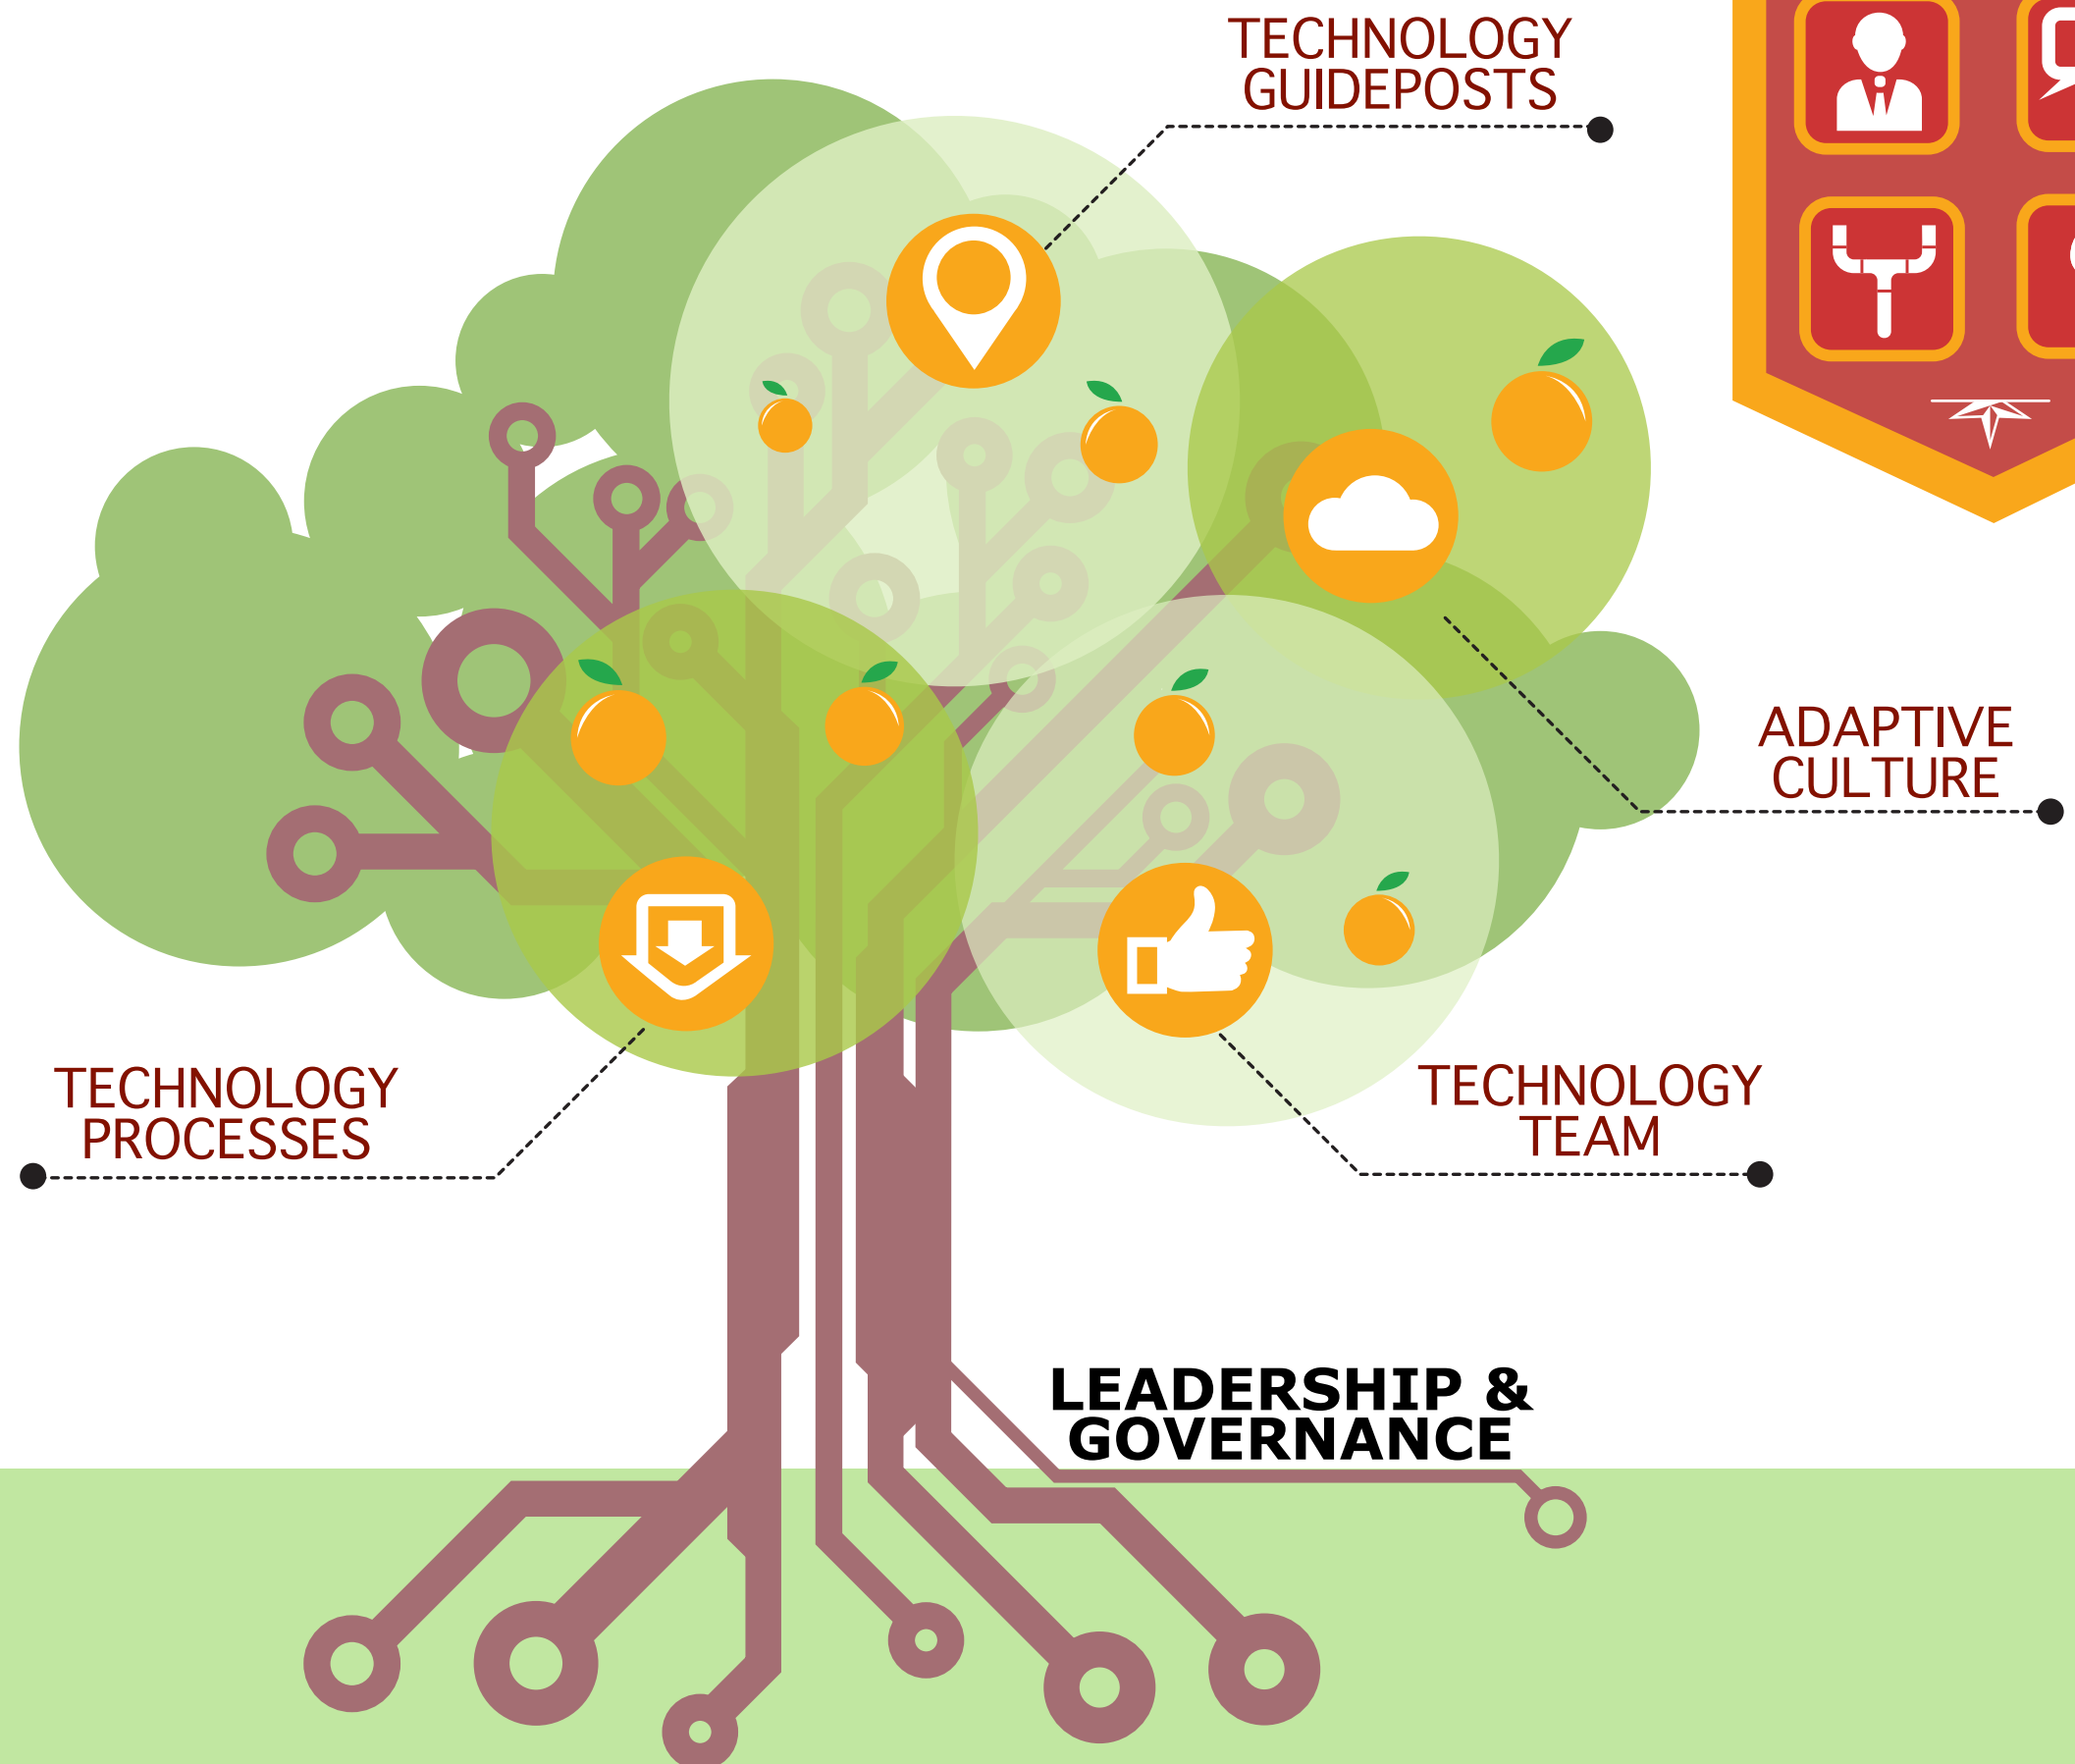 TECHNOLOGY
GUIDEPOSTS
ADAPTIVE
CULTURE
TECHNOLOGY
PROCESSES
TECHNOLOGY
TEAM
LEADERSHIP &
GOVERNANCE